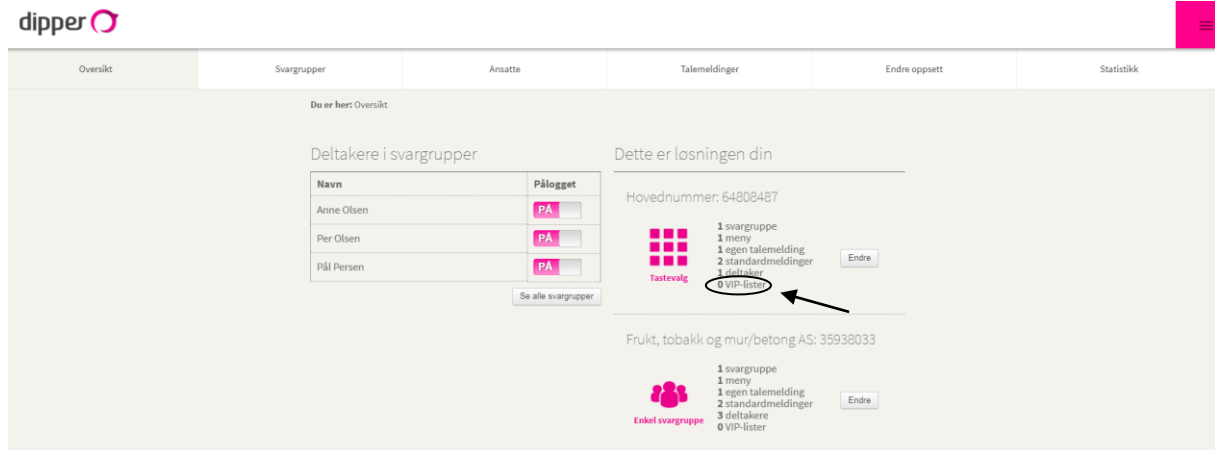 dipper
Oversikt Svargrupper Ansatte Talemeldinger Endre oppsett Statistikk
Du er her: Oversikt
Deltakere i svargrupper
Navn Pålogget
Anne Olsen PÅ
Per Olsen PÅ
Pål Persen PÅ
Se alle svargrupper
Dette er løsningen din
Hovednummer: 64808487
Tastevalg
1 svargruppe
1 meny
1 egen talemelding
2 standardmeldinger
1 deltaker
0 VIP-lister
Endre
Frukt, tobakk og mur/betong AS: 35938033
Enkel svargruppe
1 svargruppe
1 meny
1 egen talemelding
2 standardmeldinger
3 deltakere
0 VIP-lister
Endre